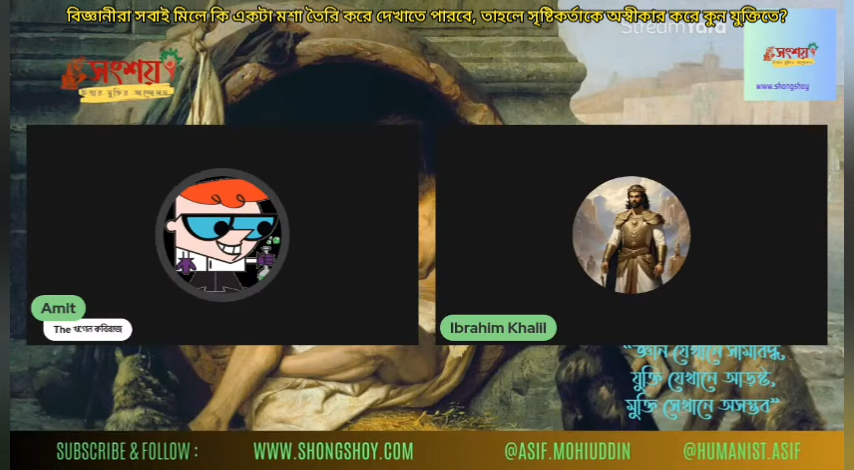 বিজ্ঞানীরা সবাই মিলে কি একটা মশা তৈরি করে দেখাতে পারবে, তাহলে সৃষ্টিকর্তাকে অস্বীকার করে কুন যুক্তিতে?
StreamYard
সংশয়
সংশয়
www.shongshoy
Amit
The খগেন কবিরাজ
Ibrahim Khalil
"জ্ঞান যেখানে সীমাবদ্ধ,
যুক্তি যেখানে আড়ষ্ট,
মুক্তি সেখানে অসম্ভব"
SUBSCRIBE & FOLLOW : WWW.SHONGSHOY.COM @ASIF.MOHIUDDIN @HUMANIST.ASIF